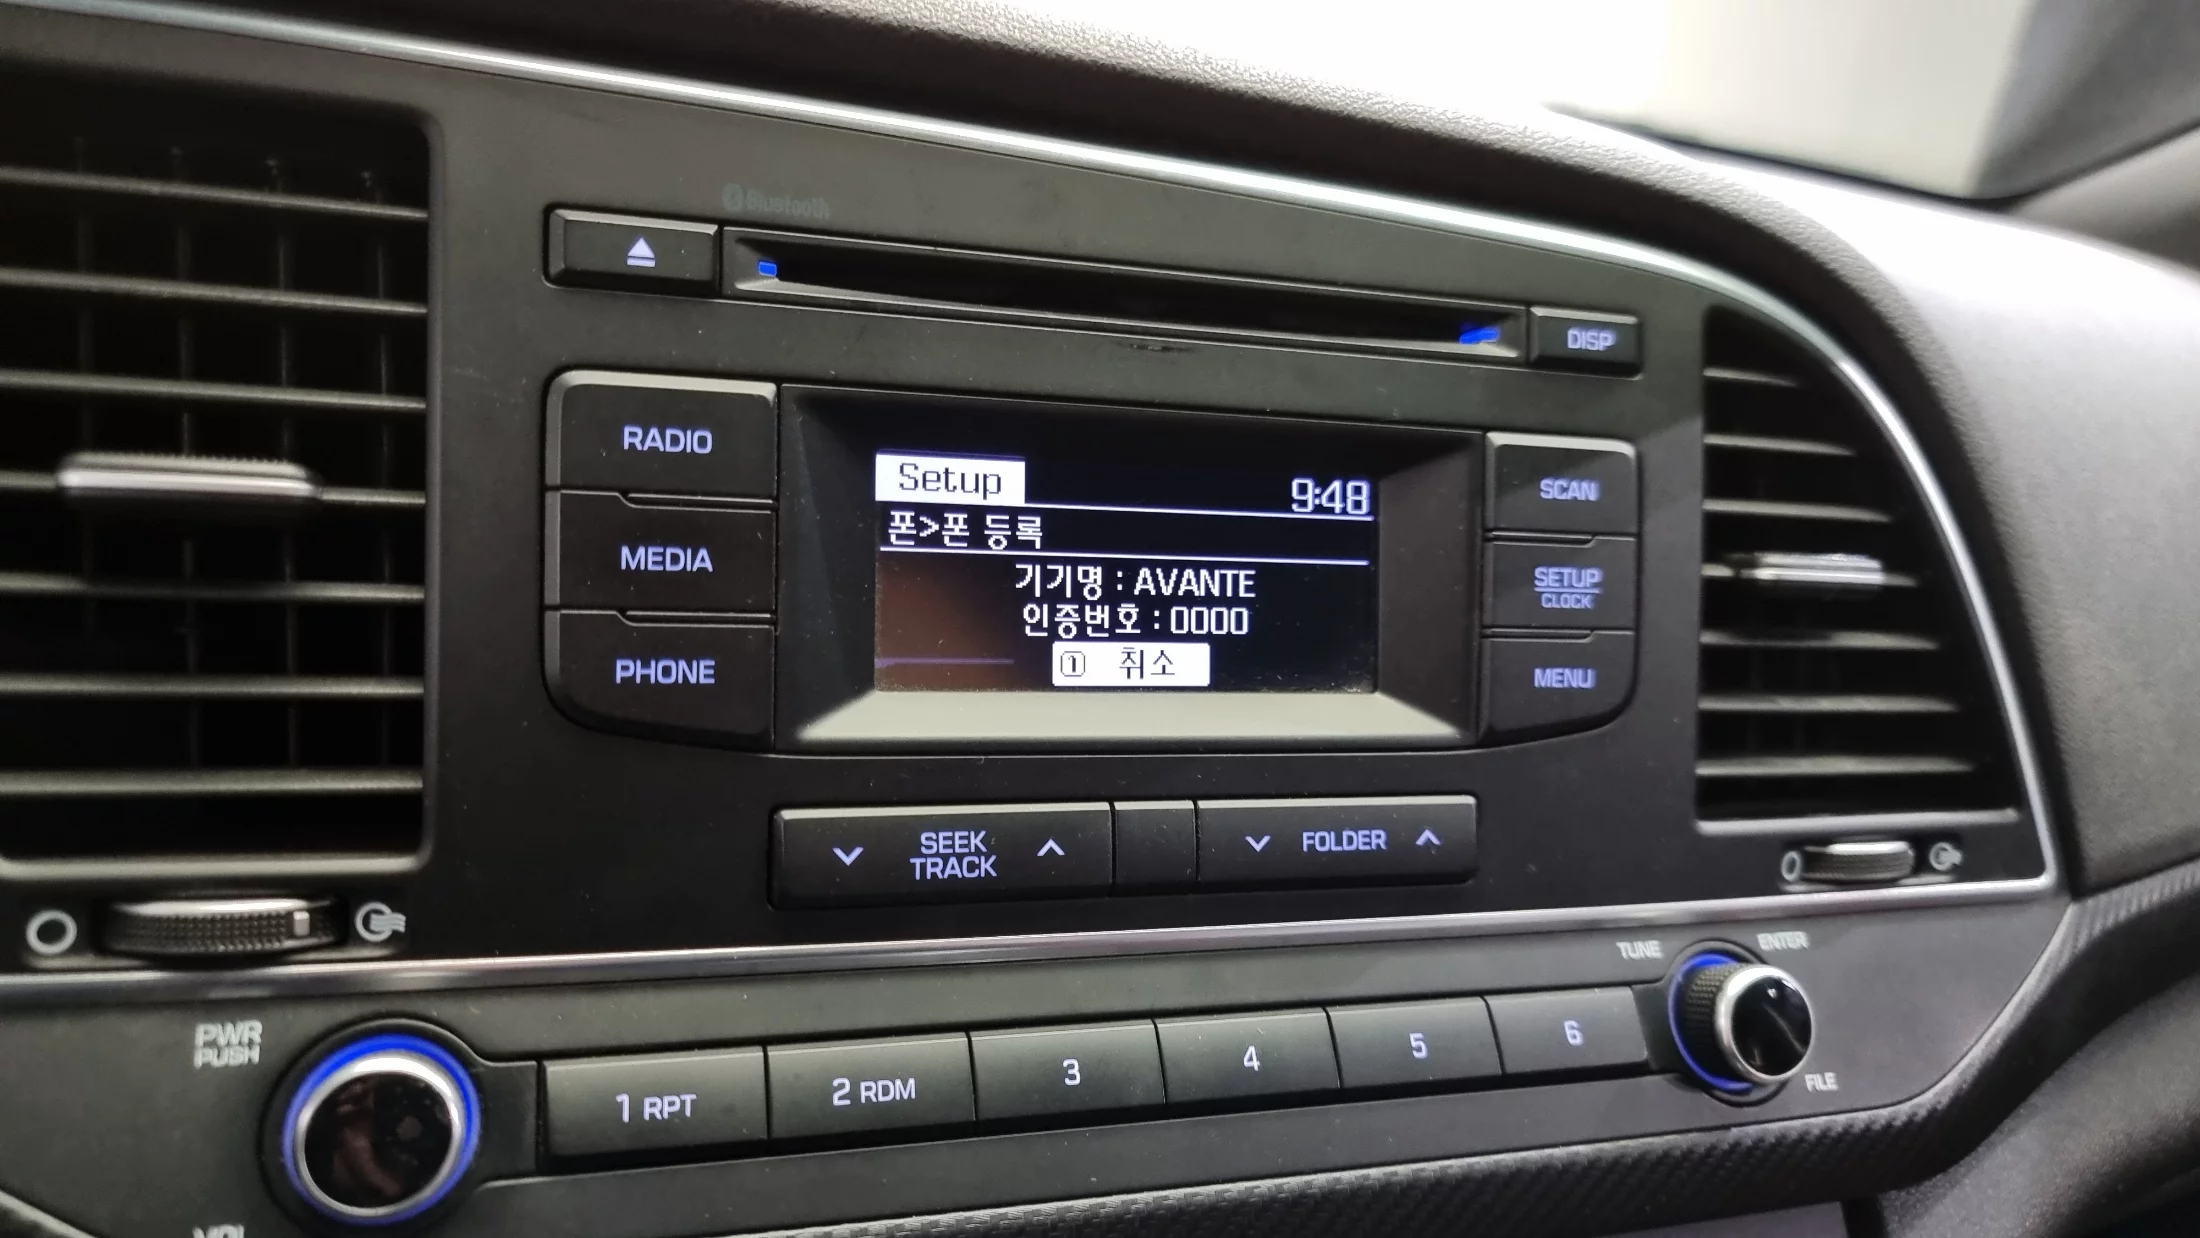 Bluetooth
DISP
RADIO
MEDIA
PHONE
Setup
9:48
폰>폰 등록
기기명 : AVANTE
인증번호 : 0000
① 취소
SCAN
SETUP
CLOCK
MENU
SEEK
TRACK
FOLDER
PWR
PUSH
1 RPT
2 RDM
3
4
5
6
TUNE
ENTER
FILE